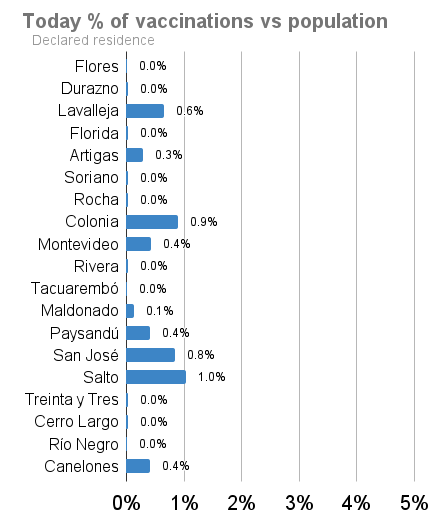 Today % of vaccinations vs population
Declared residence
Flores 0.0%
Durazno 0.0%
Lavalleja 0.6%
Florida 0.0%
Artigas 0.3%
Soriano 0.0%
Rocha 0.0%
Colonia 0.9%
Montevideo 0.4%
Rivera 0.0%
Tacuarembó 0.0%
Maldonado 0.1%
Paysandú 0.4%
San José 0.8%
Salto 1.0%
Treinta y Tres 0.0%
Cerro Largo 0.0%
Río Negro 0.0%
Canelones 0.4%
0% 1% 2% 3% 4% 5%